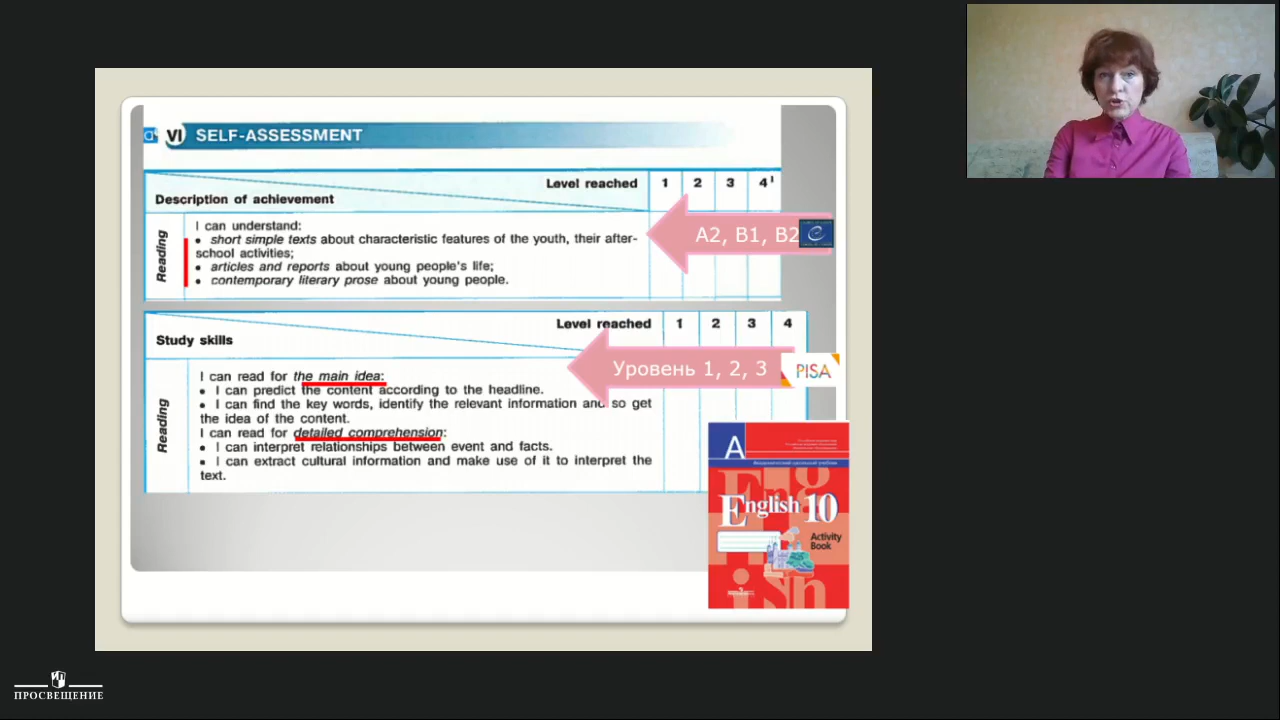 VI SELF-ASSESSMENT
Level reached 1 2 3 4¹
Description of achievement
Reading
I can understand:
• short simple texts about characteristic features of the youth, their after-
school activities;
• articles and reports about young people's life;
• contemporary literary prose about young people.
A2, B1, B2
Level reached 1 2 3 4
Study skills
Reading
I can read for the main idea:
• I can predict the content according to the headline.
• I can find the key words, identify the relevant information and so get
the idea of the content.
I can read for detailed comprehension:
• I can interpret relationships between event and facts.
• I can extract cultural information and make use of it to interpret the
text.
Уровень 1, 2, 3
PISA
A
Академический школьный учебник
English 10
Activity
Book
English
ПРОСВЕЩЕНИЕ